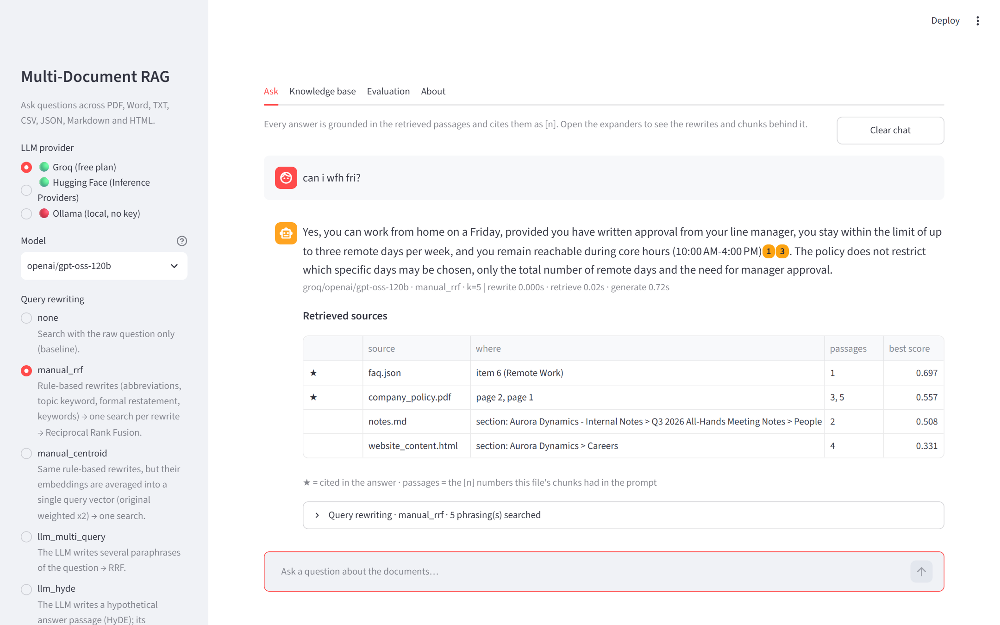 Deploy
Multi-Document RAG
Ask questions across PDF, Word, TXT,
CSV, JSON, Markdown and HTML.
LLM provider
Groq (free plan)
Hugging Face (Inference
Providers)
Ollama (local, no key)
Model
openai/gpt-oss-120b
Query rewriting
none
Search with the raw question only
(baseline).
manual_rrf
Rule-based rewrites (abbreviations,
topic keyword, formal restatement,
keywords) → one search per rewrite
→ Reciprocal Rank Fusion.
manual_centroid
Same rule-based rewrites, but their
embeddings are averaged into a
single query vector (original
weighted x2) → one search.
llm_multi_query
The LLM writes several paraphrases
of the question → RRF.
llm_hyde
The LLM writes a hypothetical
answer passage (HyDE); its
Ask Knowledge base Evaluation About
Every answer is grounded in the retrieved passages and cites them as [n]. Open the expanders to see the rewrites and chunks behind it.
Clear chat
can i wfh fri?
Yes, you can work from home on a Friday, provided you have written approval from your line manager, you stay within the limit of up
to three remote days per week, and you remain reachable during core hours (10:00 AM-4:00 PM) 1 3 . The policy does not restrict
which specific days may be chosen, only the total number of remote days and the need for manager approval.
groq/openai/gpt-oss-120b · manual_rrf · k=5 | rewrite 0.000s · retrieve 0.02s · generate 0.72s
Retrieved sources
source where passages best score
★ faq.json item 6 (Remote Work) 1 0.697
★ company_policy.pdf page 2, page 1 3, 5 0.557
notes.md section: Aurora Dynamics - Internal Notes > Q3 2026 All-Hands Meeting Notes > People 2 0.508
website_content.html section: Aurora Dynamics > Careers 4 0.331
★ = cited in the answer · passages = the [n] numbers this file's chunks had in the prompt
Query rewriting · manual_rrf · 5 phrasing(s) searched
Ask a question about the documents…